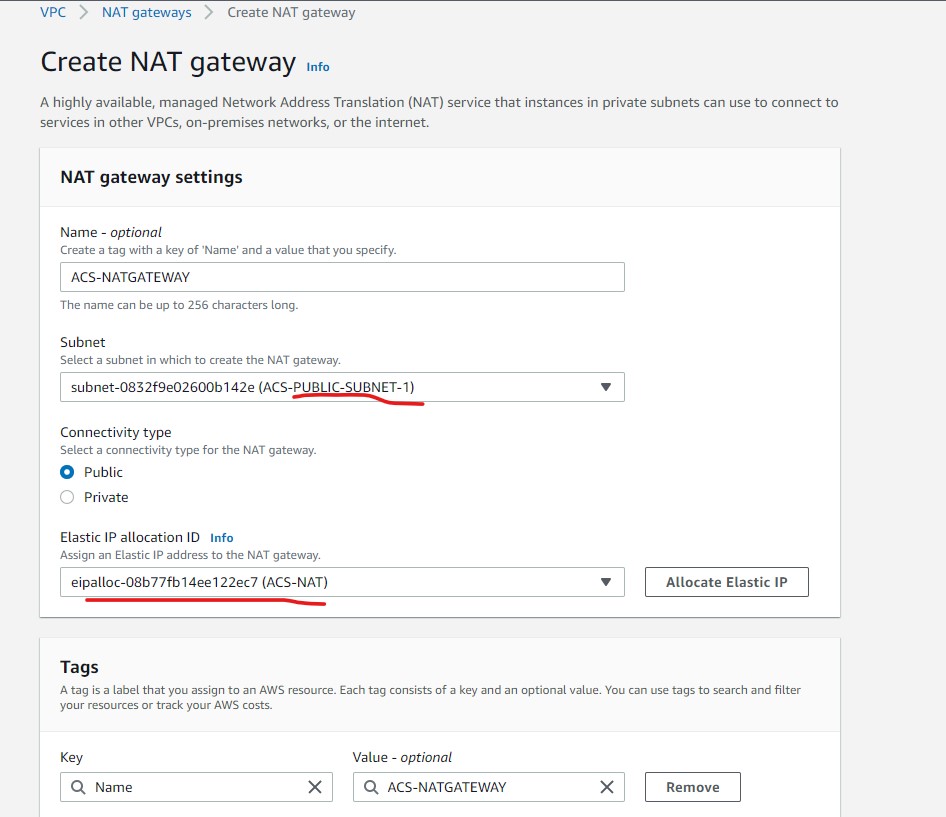 VPC > NAT gateways > Create NAT gateway
Create NAT gateway Info
A highly available, managed Network Address Translation (NAT) service that instances in private subnets can use to connect to
services in other VPCs, on-premises networks, or the internet.
NAT gateway settings
Name - optional
Create a tag with a key of 'Name' and a value that you specify.
ACS-NATGATEWAY
The name can be up to 256 characters long.
Subnet
Select a subnet in which to create the NAT gateway.
subnet-0832f9e02600b142e (ACS-PUBLIC-SUBNET-1)
Connectivity type
Select a connectivity type for the NAT gateway.
Public
Private
Elastic IP allocation ID Info
Assign an Elastic IP address to the NAT gateway.
eipalloc-08b77fb14ee122ec7 (ACS-NAT) Allocate Elastic IP
Tags
A tag is a label that you assign to an AWS resource. Each tag consists of a key and an optional value. You can use tags to search and filter
your resources or track your AWS costs.
Key Value - optional
Name ACS-NATGATEWAY Remove